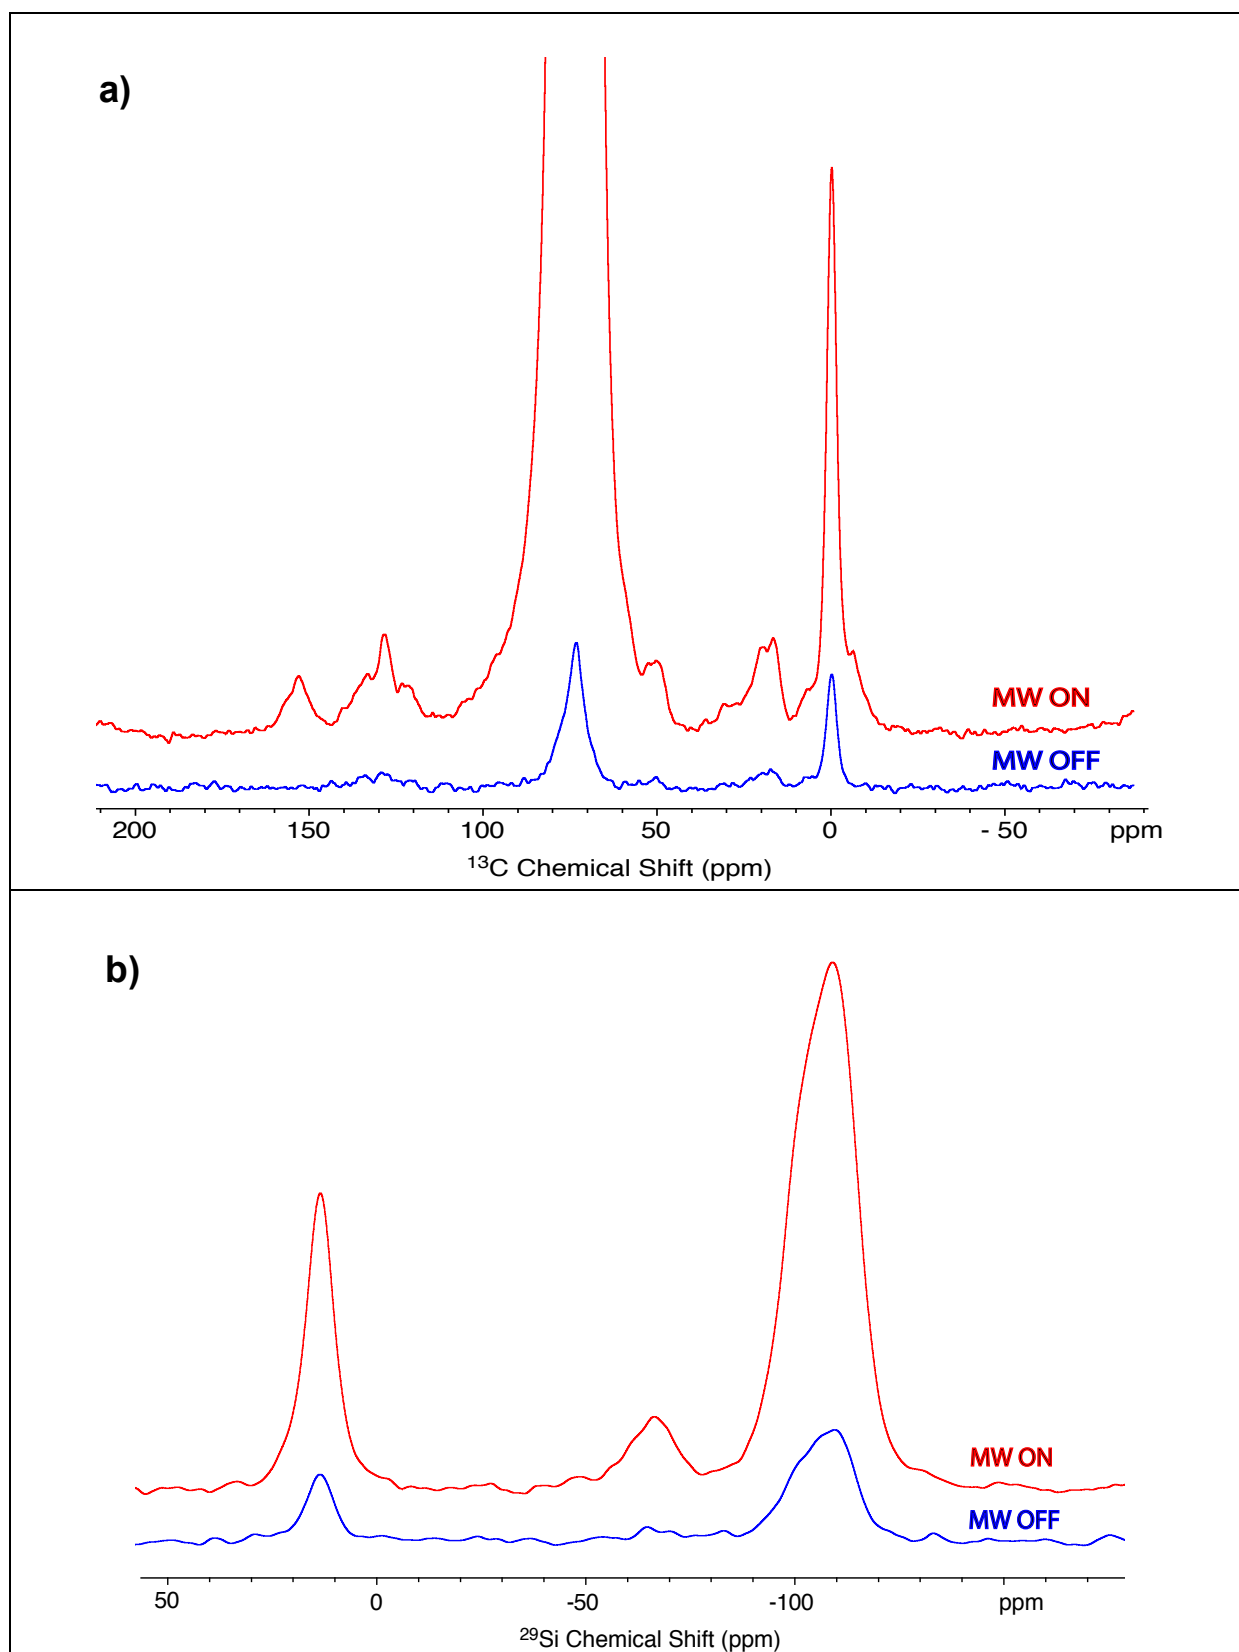 a)
MW ON
MW OFF
200 150 100 50 0 - 50 ppm
¹³C Chemical Shift (ppm)
b)
MW ON
MW OFF
50 0 -50 -100 ppm
²⁹Si Chemical Shift (ppm)